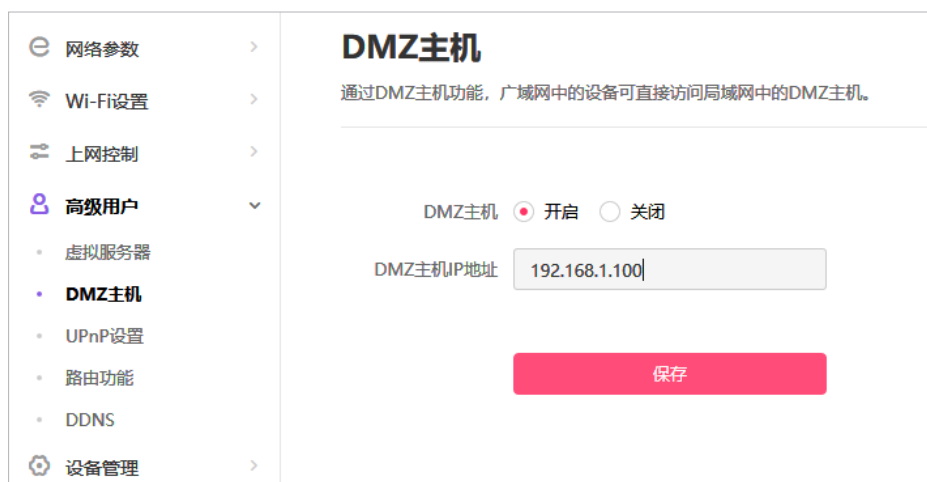 网络参数
Wi-Fi设置
上网控制
高级用户
虚拟服务器
DMZ主机
UPnP设置
路由功能
DDNS
设备管理
DMZ主机
通过DMZ主机功能，广域网中的设备可直接访问局域网中的DMZ主机。
DMZ主机 开启 关闭
DMZ主机IP地址 192.168.1.100
保存